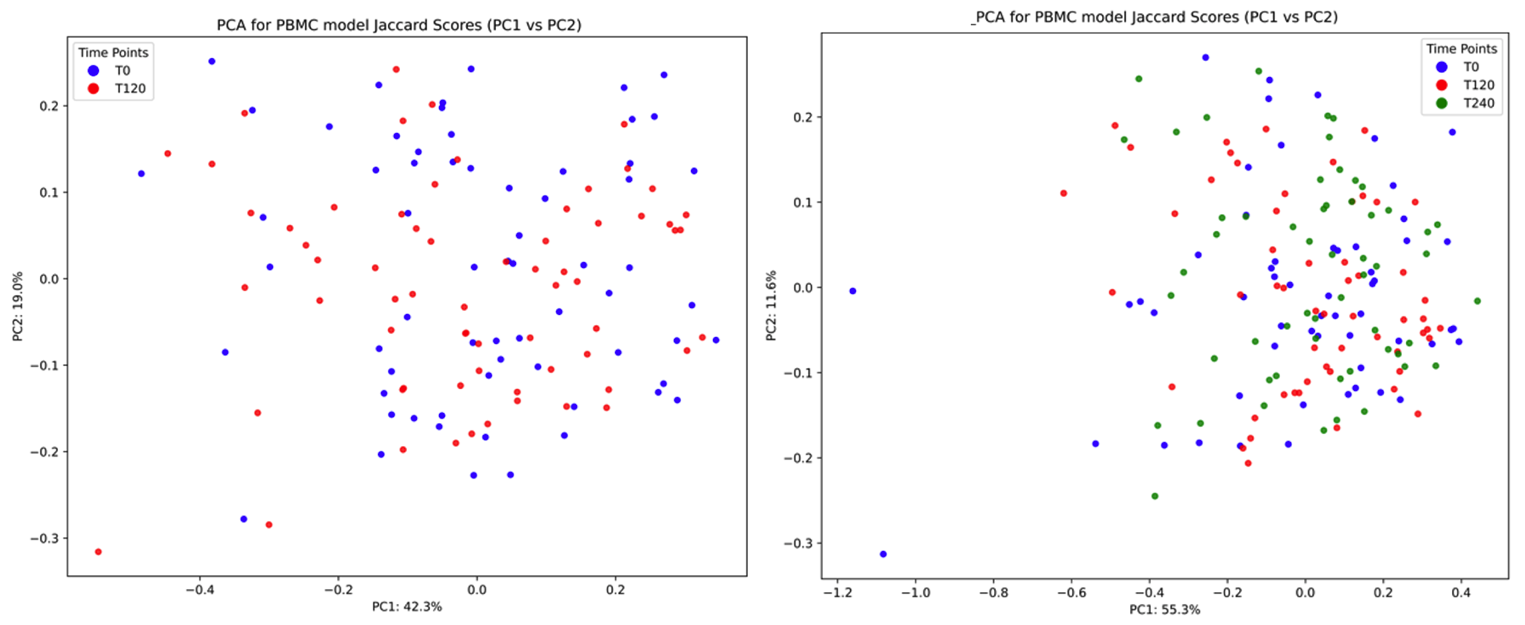 PCA for PBMC model Jaccard Scores (PC1 vs PC2)
Time Points
T0
T120
0.2
0.1
0.0
−0.1
−0.2
−0.3
PC2: 19.0%
−0.4
−0.2
0.0
0.2
PC1: 42.3%
_PCA for PBMC model Jaccard Scores (PC1 vs PC2)
Time Points
T0
T120
T240
0.2
0.1
0.0
−0.1
−0.2
−0.3
PC2: 11.6%
−1.2
−1.0
−0.8
−0.6
−0.4
−0.2
0.0
0.2
0.4
PC1: 55.3%